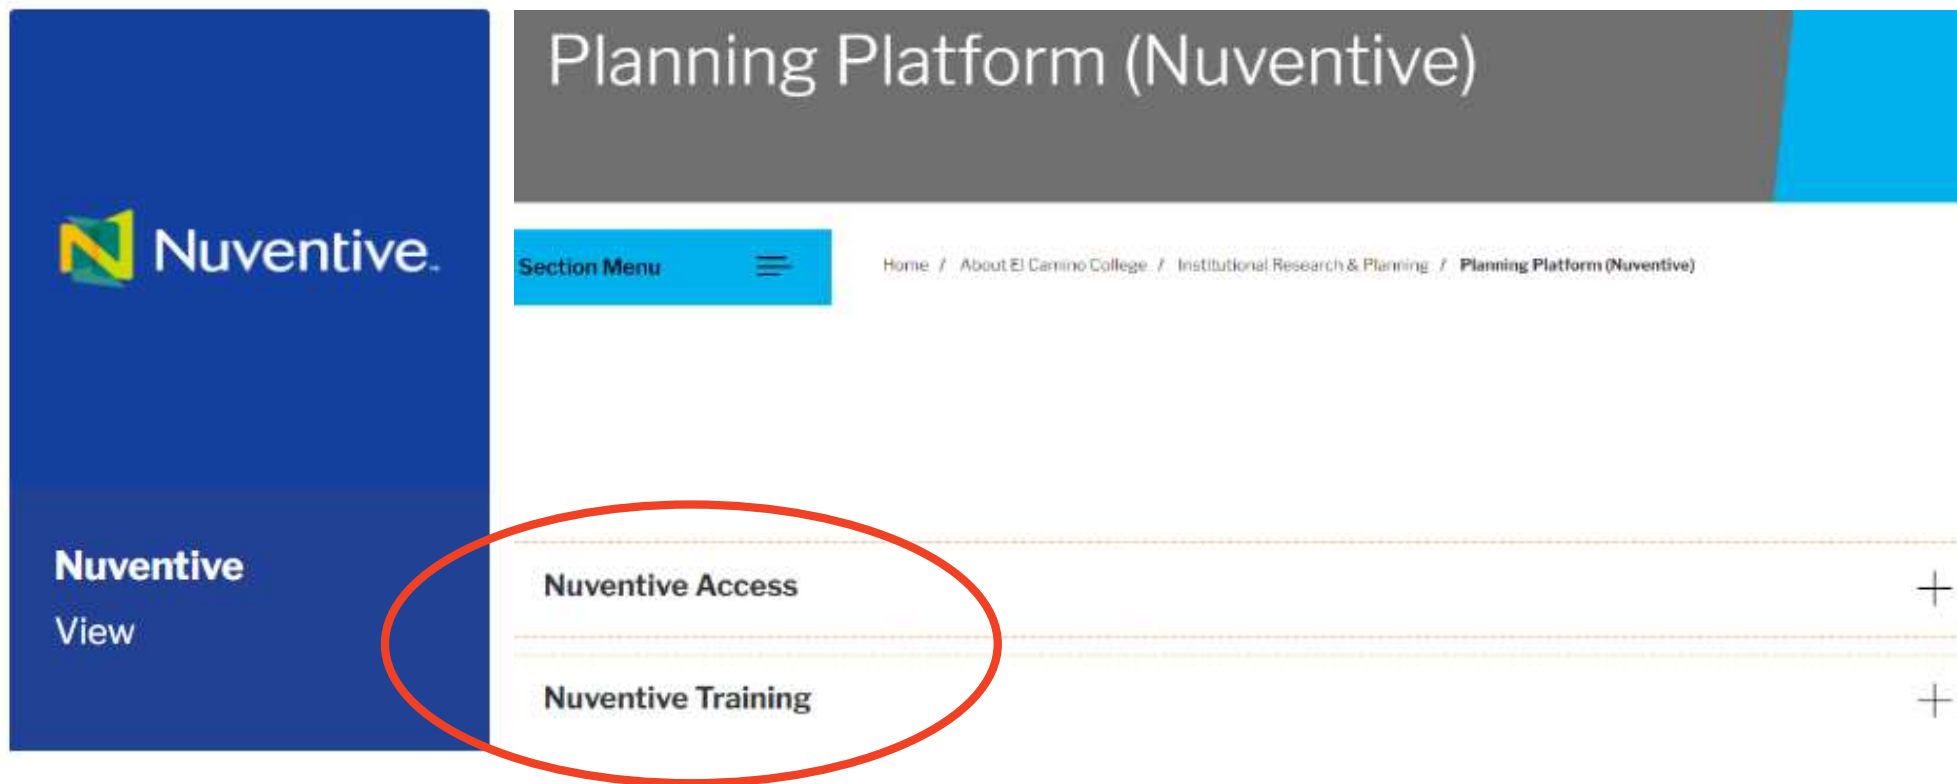 Nuventive™
Nuventive
View
Planning Platform (Nuventive)
Section Menu
Home / About El Camino College / Institutional Research & Planning / Planning Platform (Nuventive)
Nuventive Access
Nuventive Training